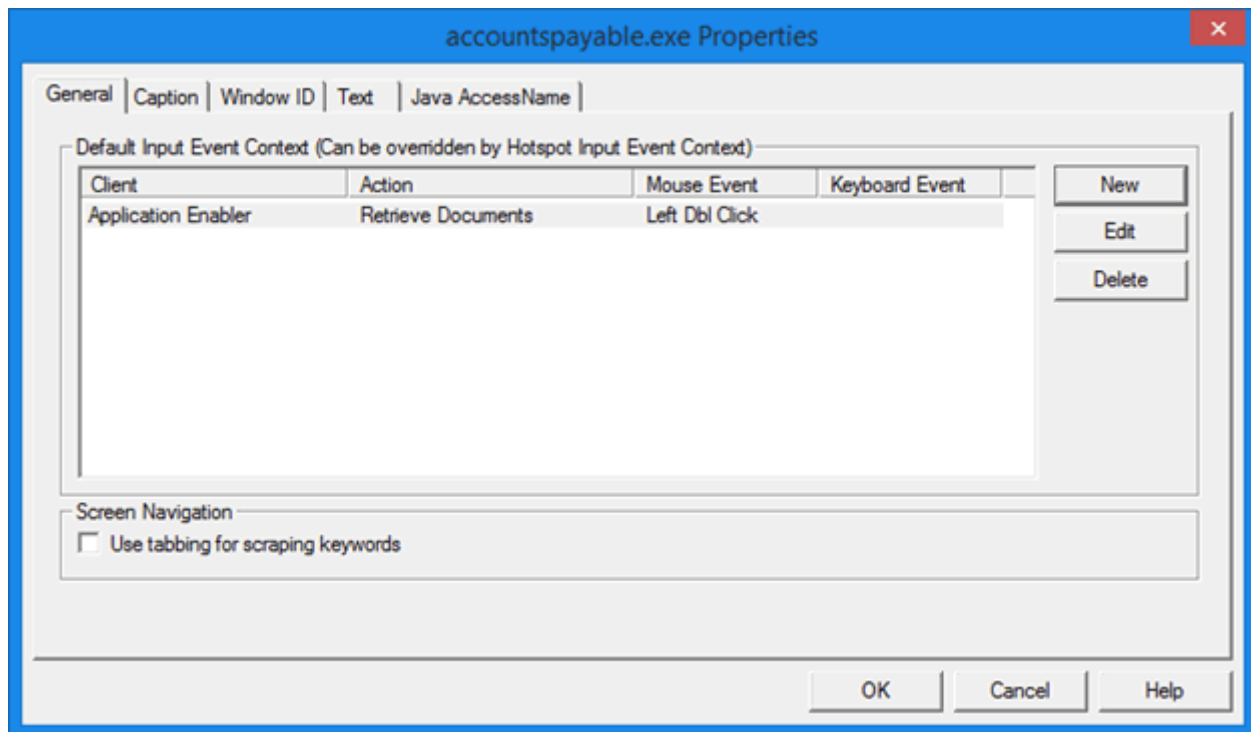 accountspayable.exe Properties
General Caption Window ID Text Java AccessName
Default Input Event Context (Can be overridden by Hotspot Input Event Context)
Client Action Mouse Event Keyboard Event New
Application Enabler Retrieve Documents Left Dbl Click
Edit
Delete
Screen Navigation
Use tabbing for scraping keywords
OK Cancel Help